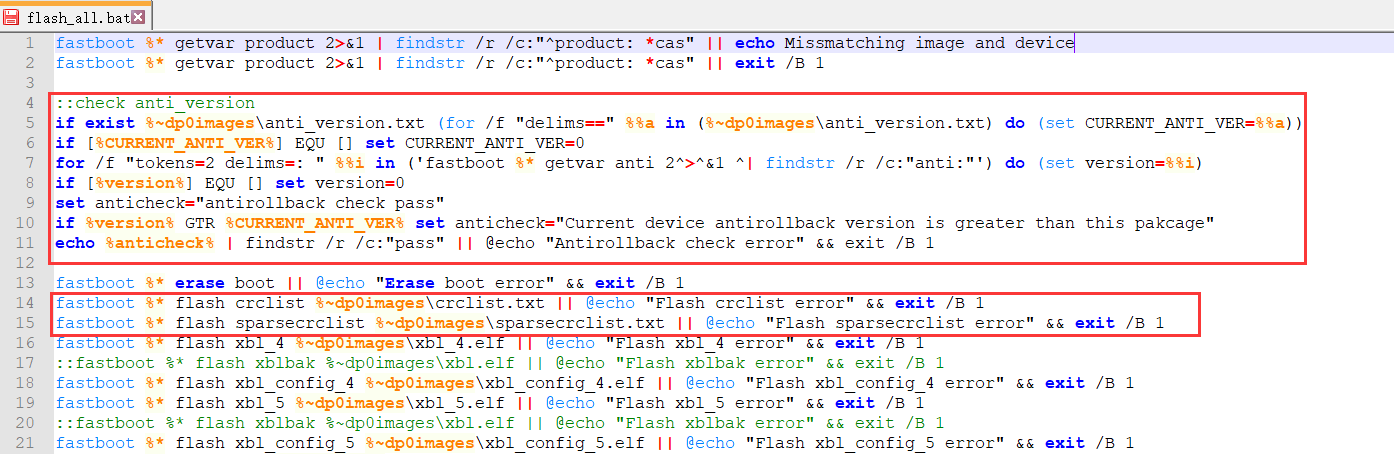 flash_all.bat
1 fastboot %* getvar product 2>&1 | findstr /r /c:"^product: *cas" || echo Missmatching image and device
2 fastboot %* getvar product 2>&1 | findstr /r /c:"^product: *cas" || exit /B 1
3
4 ::check anti_version
5 if exist %~dp0images\anti_version.txt (for /f "delims==" %%a in (%~dp0images\anti_version.txt) do (set CURRENT_ANTI_VER=%%a))
6 if [%CURRENT_ANTI_VER%] EQU [] set CURRENT_ANTI_VER=0
7 for /f "tokens=2 delims=: " %%i in ('fastboot %* getvar anti 2^>^&1 ^| findstr /r /c:"anti:"') do (set version=%%i)
8 if [%version%] EQU [] set version=0
9 set anticheck="antirollback check pass"
10 if %version% GTR %CURRENT_ANTI_VER% set anticheck="Current device antirollback version is greater than this pakcage"
11 echo %anticheck% | findstr /r /c:"pass" || @echo "Antirollback check error" && exit /B 1
12
13 fastboot %* erase boot || @echo "Erase boot error" && exit /B 1
14 fastboot %* flash crclist %~dp0images\crclist.txt || @echo "Flash crclist error" && exit /B 1
15 fastboot %* flash sparsecrclist %~dp0images\sparsecrclist.txt || @echo "Flash sparsecrclist error" && exit /B 1
16 fastboot %* flash xbl_4 %~dp0images\xbl_4.elf || @echo "Flash xbl_4 error" && exit /B 1
17 ::fastboot %* flash xblbak %~dp0images\xbl.elf || @echo "Flash xblbak error" && exit /B 1
18 fastboot %* flash xbl_config_4 %~dp0images\xbl_config_4.elf || @echo "Flash xbl_config_4 error" && exit /B 1
19 fastboot %* flash xbl_5 %~dp0images\xbl_5.elf || @echo "Flash xbl_5 error" && exit /B 1
20 ::fastboot %* flash xblbak %~dp0images\xbl.elf || @echo "Flash xblbak error" && exit /B 1
21 fastboot %* flash xbl_config_5 %~dp0images\xbl_config_5.elf || @echo "Flash xbl_config_5 error" && exit /B 1